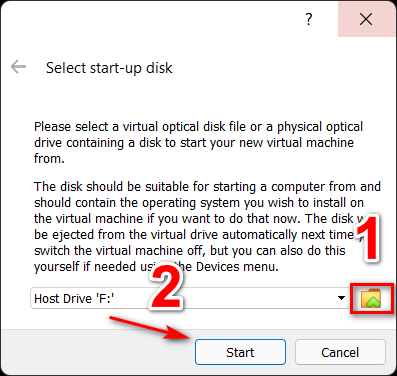 ?
Select start-up disk
Please select a virtual optical disk file or a physical optical
drive containing a disk to start your new virtual machine
from.
The disk should be suitable for starting a computer from and
should contain the operating system you wish to install on
the virtual machine if you want to do that now. The disk
be ejected from the virtual drive automatically next time
switch the virtual machine off, but you can also do this
yourself if needed using the Devices menu.
1
2
Host Drive 'F:'
Start Cancel